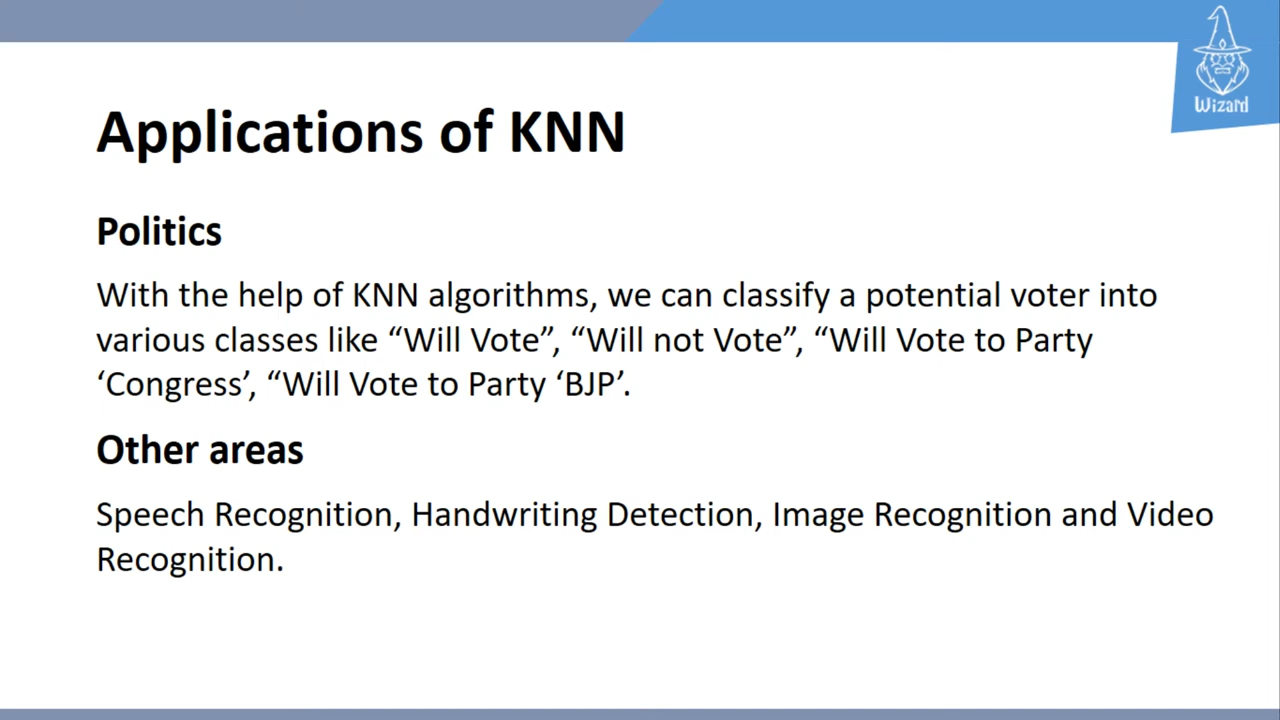 Wizard
Applications of KNN
Politics
With the help of KNN algorithms, we can classify a potential voter into
various classes like “Will Vote”, “Will not Vote”, “Will Vote to Party
‘Congress’, “Will Vote to Party ‘BJP’.
Other areas
Speech Recognition, Handwriting Detection, Image Recognition and Video
Recognition.